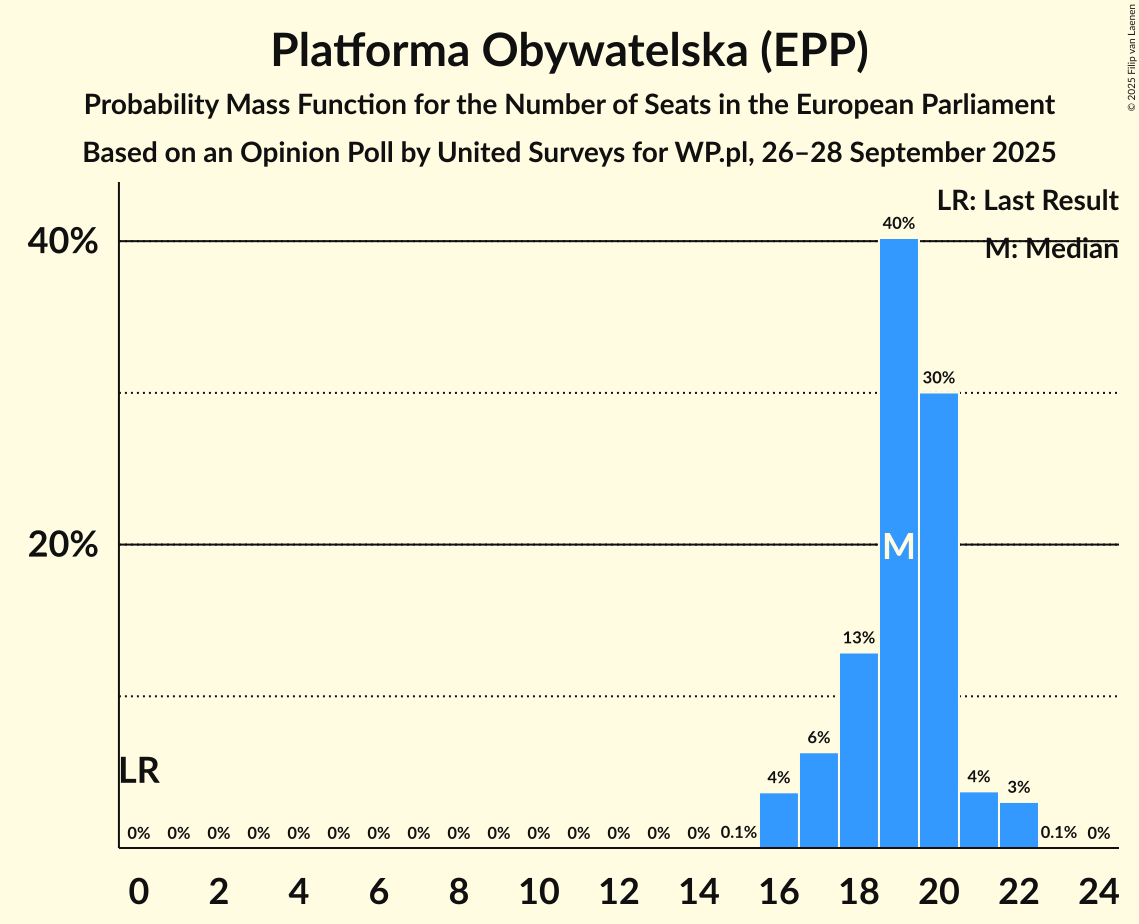 Platforma Obywatelska (EPP)
Probability Mass Function for the Number of Seats in the European Parliament
Based on an Opinion Poll by United Surveys for WP.pl, 26–28 September 2025
© 2025 Filip van Laenen
LR: Last Result
M: Median
40%
20%
40%
30%
M
13%
6%
4%
4%
3%
LR
0% 0% 0% 0% 0% 0% 0% 0% 0% 0% 0% 0% 0% 0% 0% 0.1% 0.1% 0%
0 2 4 6 8 10 12 14 16 18 20 22 24